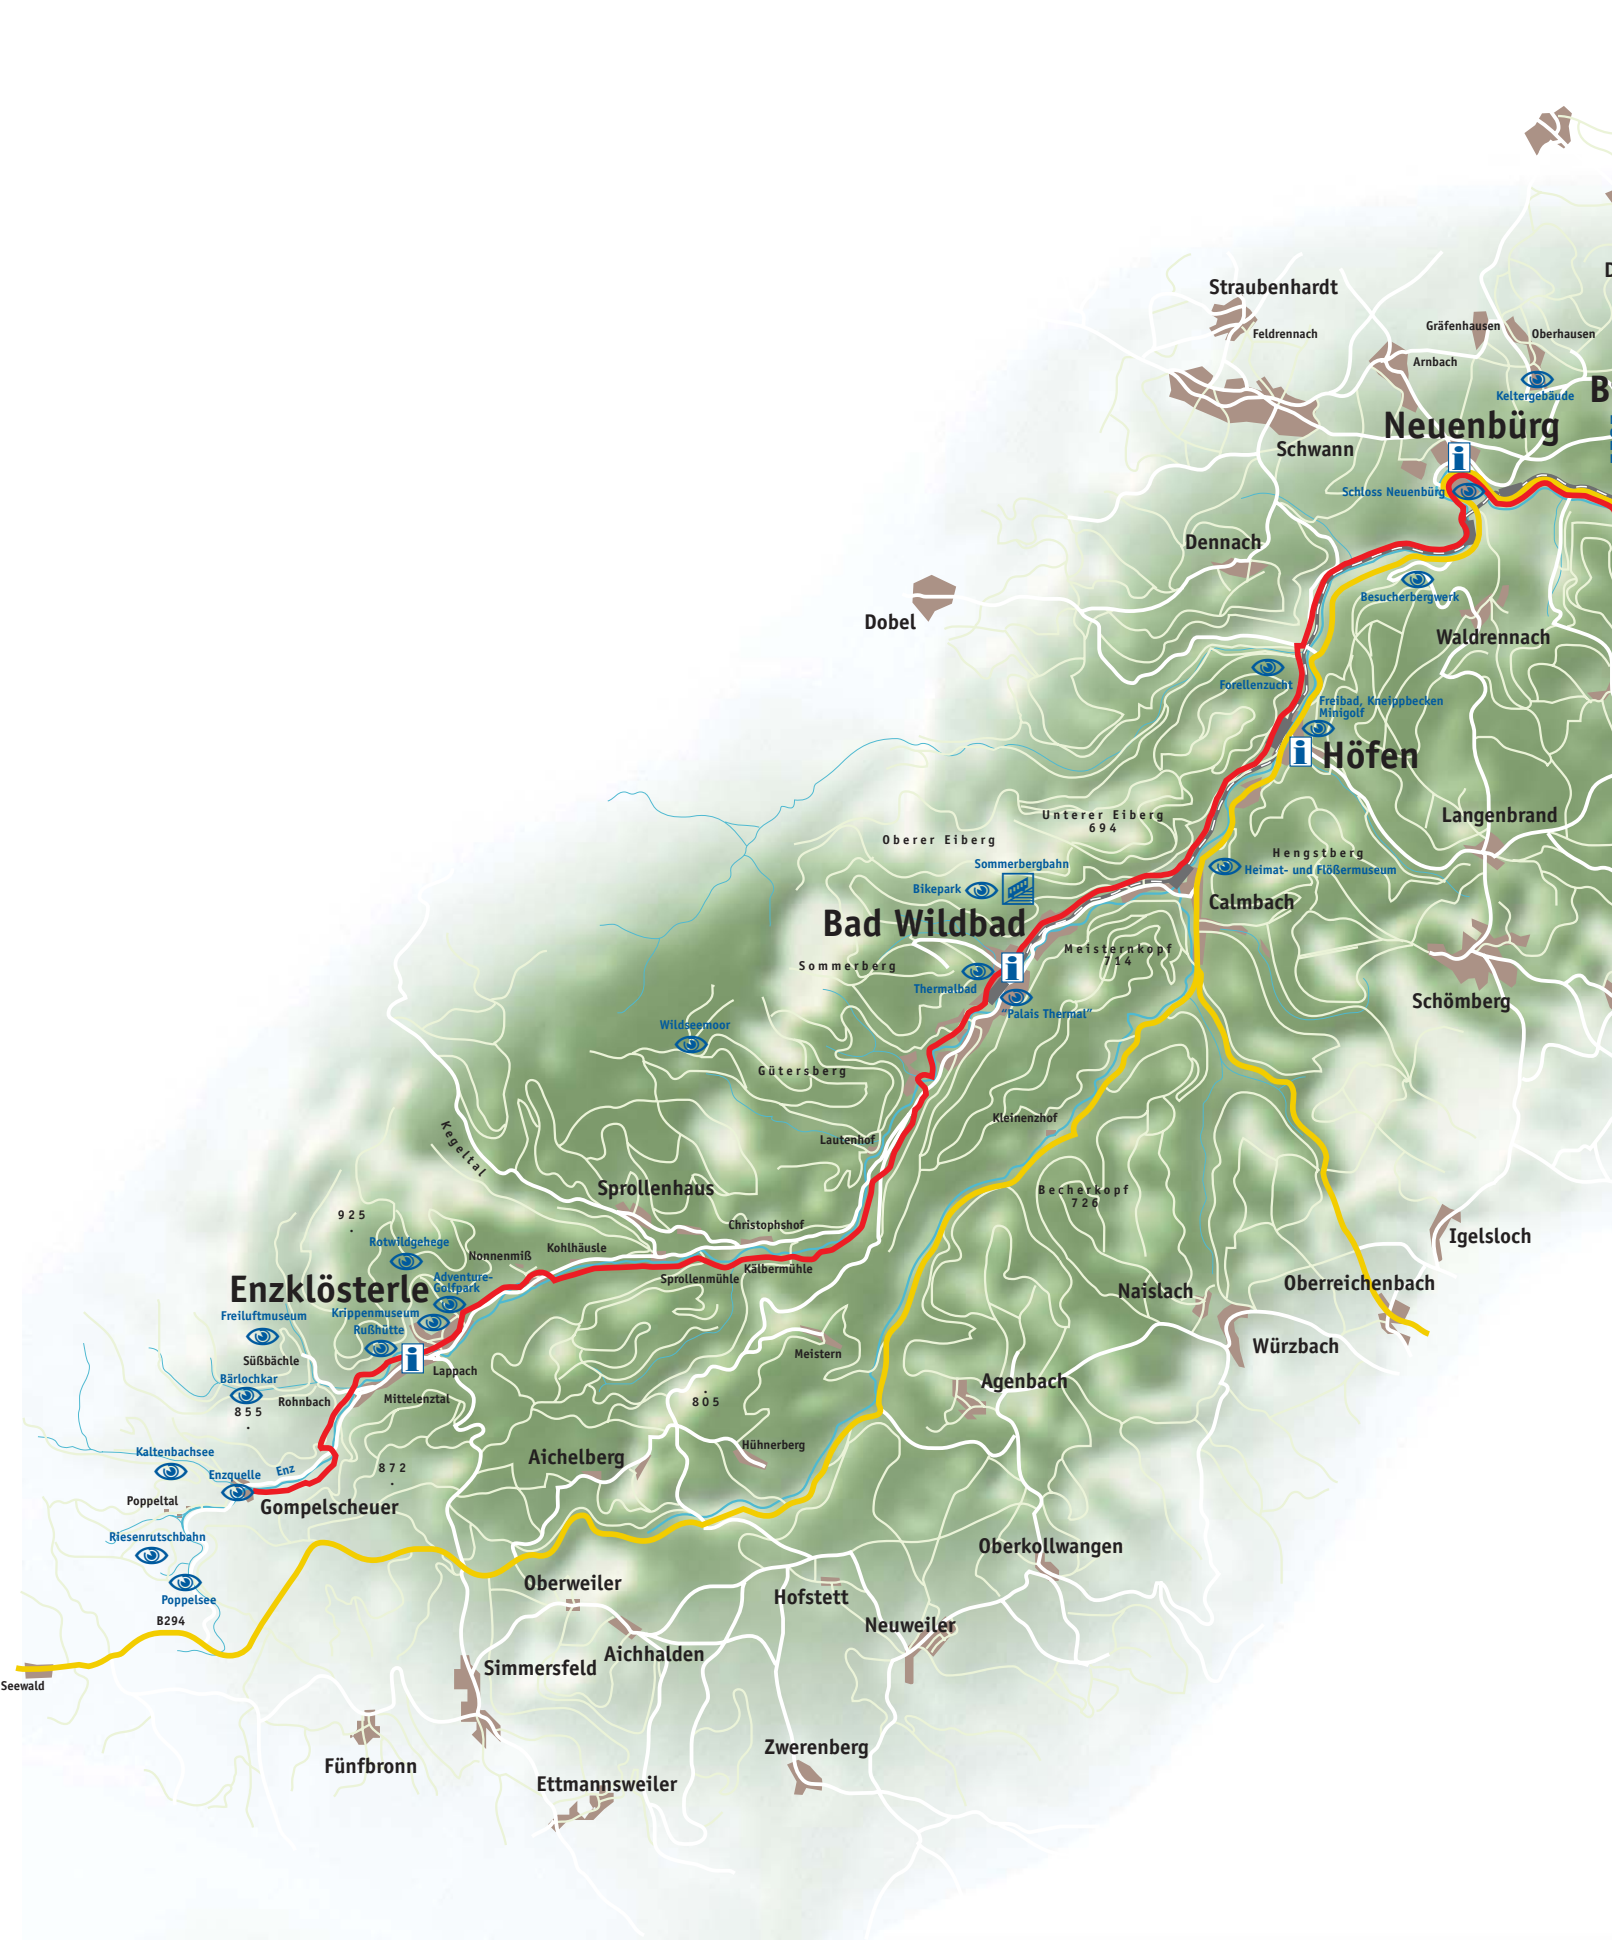 Straubenhardt
Feldrennach
Gräfenhausen
Oberhausen
Arnbach
Keltergebäude
Neuenbürg
Schwann
i
Schloss Neuenbürg
Dennach
Besucherbergwerk
Dobel
Waldrennach
Forellenzucht
Freibad, Kneippbecken
Minigolf
i
Höfen
Unterer Eiberg
694
Langenbrand
Oberer Eiberg
Hengstberg
Sommerbergbahn
Heimat- und Flößermuseum
Bikepark
Calmbach
Bad Wildbad
Meisternkopf
714
Sommerberg
i
Thermalbad
"Palais Thermal"
Schömberg
Wildseemoor
Gütersberg
Kleinenzhof
Kegeltal
Lautenhof
Sprollenhaus
Becherkopf
726
925
Christophshof
Igelsloch
Rotwildgehege
Nonnenmiß
Kohlhäusle
Kälbermühle
Sprollenmühle
Adventure-
Golfpark
Enzklösterle
Oberreichenbach
Naislach
Krippenmuseum
Freiluftmuseum
Rußhütte
Würzbach
Meistern
Süßbächle
i
Lappach
Bärlochkar
855
Rohnbach
Mittelenztal
805
Agenbach
Hühnerberg
Kaltenbachsee
Aichelberg
872
Enzquelle
Enz
Poppeltal
Gompelscheuer
Riesenrutschbahn
Oberkollwangen
Poppelsee
Oberweiler
Hofstett
B294
Neuweiler
Aichhalden
Simmersfeld
Seewald
Zwerenberg
Fünfbronn
Ettmannsweiler